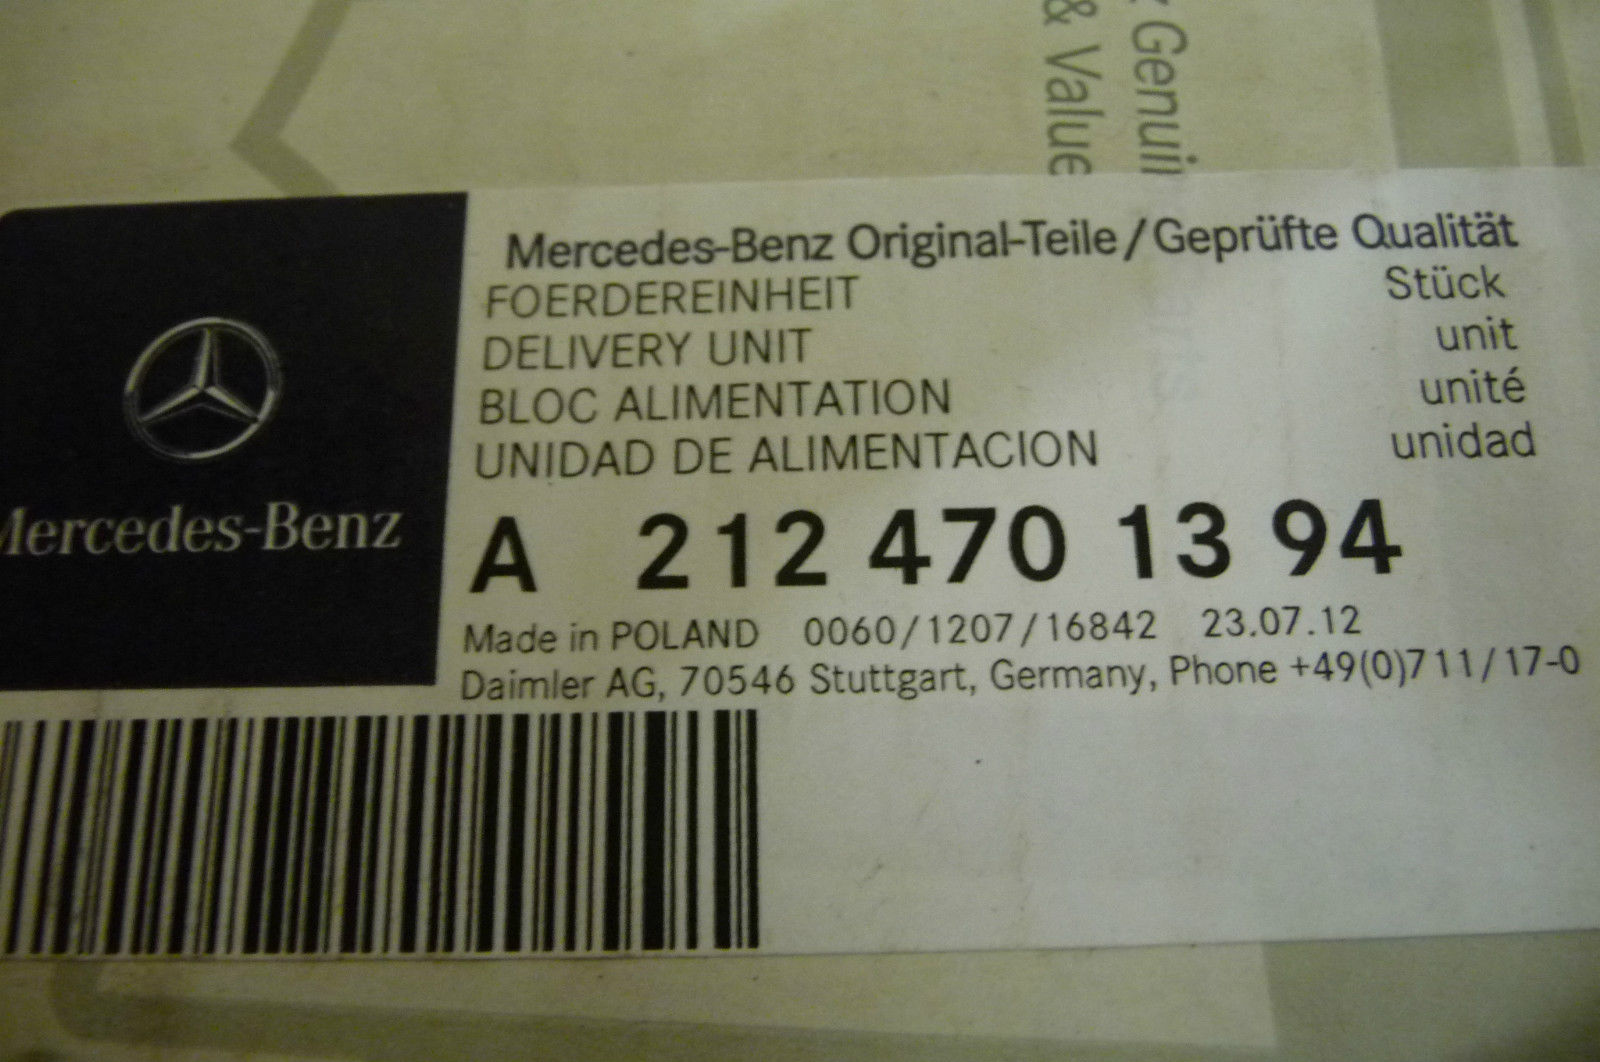 Genuin
& Value
Mercedes-Benz Original-Teile/Geprüfte Qualität
FOERDEREINHEIT Stück
DELIVERY UNIT unit
BLOC ALIMENTATION unité
UNIDAD DE ALIMENTACION unidad
Mercedes-Benz
A 212 470 13 94
Made in POLAND 0060/1207/16842 23.07.12
Daimler AG, 70546 Stuttgart, Germany, Phone +49(0)711/17-0